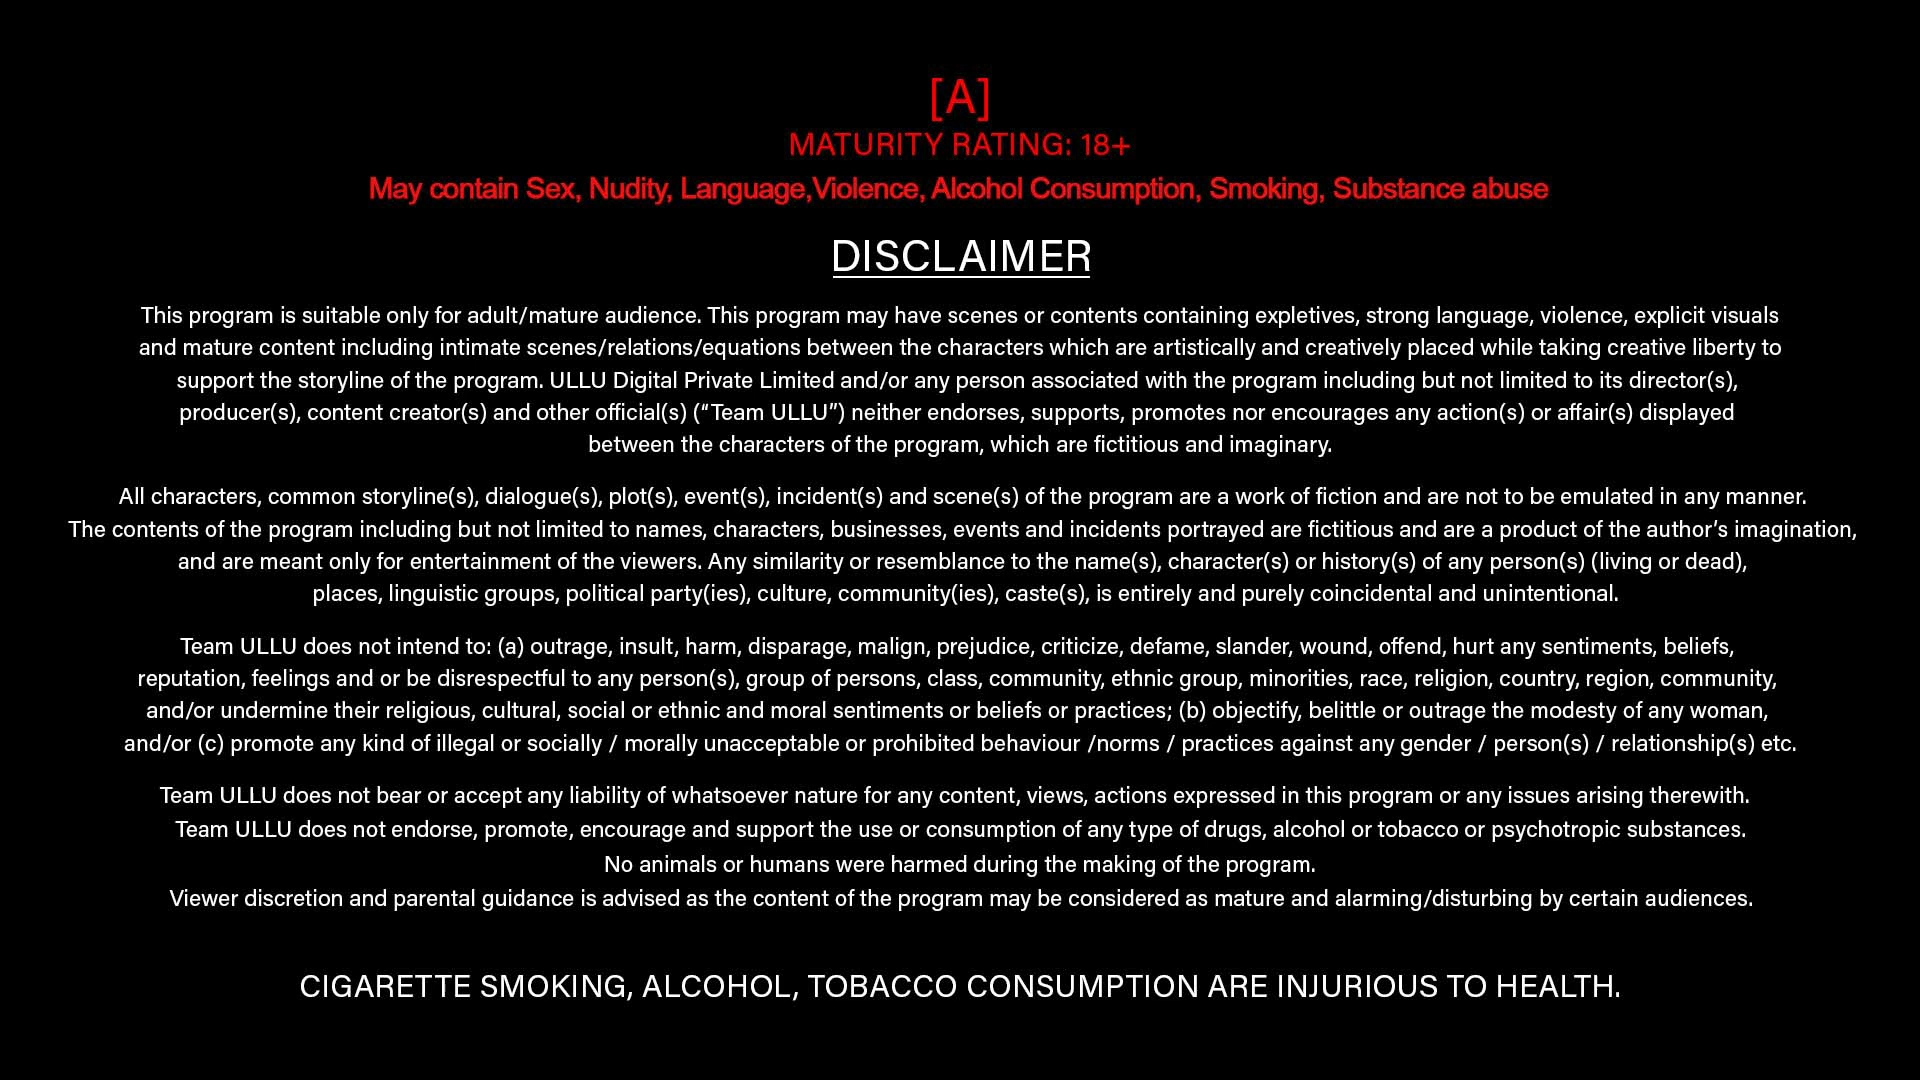 [A]
MATURITY RATING: 18+
May contain Sex, Nudity, Language,Violence, Alcohol Consumption, Smoking, Substance abuse
DISCLAIMER
This program is suitable only for adult/mature audience. This program may have scenes or contents containing expletives, strong language, violence, explicit visuals
and mature content including intimate scenes/relations/equations between the characters which are artistically and creatively placed while taking creative liberty to
support the storyline of the program. ULLU Digital Private Limited and/or any person associated with the program including but not limited to its director(s),
producer(s), content creator(s) and other official(s) (“Team ULLU”) neither endorses, supports, promotes nor encourages any action(s) or affair(s) displayed
between the characters of the program, which are fictitious and imaginary.
All characters, common storyline(s), dialogue(s), plot(s), event(s), incident(s) and scene(s) of the program are a work of fiction and are not to be emulated in any manner.
The contents of the program including but not limited to names, characters, businesses, events and incidents portrayed are fictitious and are a product of the author’s imagination,
and are meant only for entertainment of the viewers. Any similarity or resemblance to the name(s), character(s) or history(s) of any person(s) (living or dead),
places, linguistic groups, political party(ies), culture, community(ies), caste(s), is entirely and purely coincidental and unintentional.
Team ULLU does not intend to: (a) outrage, insult, harm, disparage, malign, prejudice, criticize, defame, slander, wound, offend, hurt any sentiments, beliefs,
reputation, feelings and or be disrespectful to any person(s), group of persons, class, community, ethnic group, minorities, race, religion, country, region, community,
and/or undermine their religious, cultural, social or ethnic and moral sentiments or beliefs or practices; (b) objectify, belittle or outrage the modesty of any woman,
and/or (c) promote any kind of illegal or socially / morally unacceptable or prohibited behaviour /norms / practices against any gender / person(s) / relationship(s) etc.
Team ULLU does not bear or accept any liability of whatsoever nature for any content, views, actions expressed in this program or any issues arising therewith.
Team ULLU does not endorse, promote, encourage and support the use or consumption of any type of drugs, alcohol or tobacco or psychotropic substances.
No animals or humans were harmed during the making of the program.
Viewer discretion and parental guidance is advised as the content of the program may be considered as mature and alarming/disturbing by certain audiences.
CIGARETTE SMOKING, ALCOHOL, TOBACCO CONSUMPTION ARE INJURIOUS TO HEALTH.